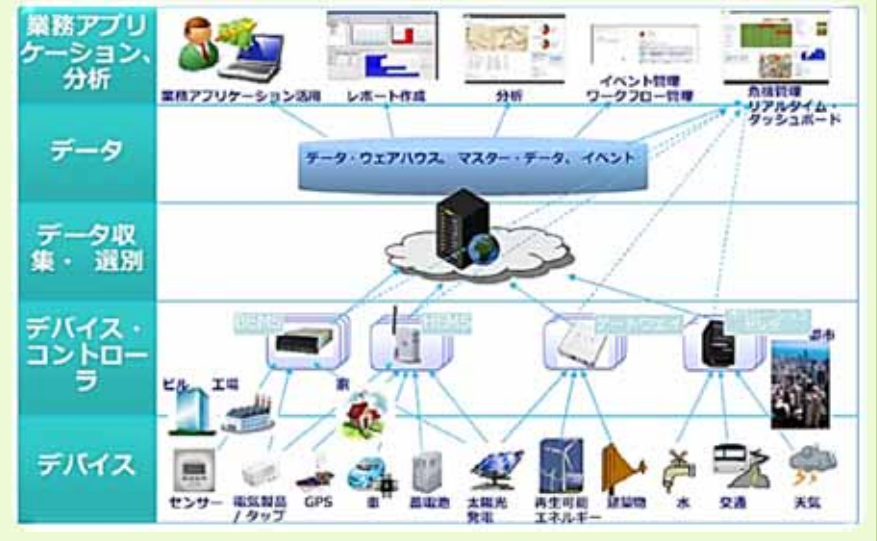 業務アプリ
ケーション、
分析
業務アプリケーション活用
レポート作成
分析
イベント管理
ワークフロー管理
危機管理
リアルタイム・
ダッシュボード
データ
データ・ウェアハウス、マスター・データ、イベント
データ収
集・ 選別
デバイス・
コントロー
ラ
BEMS
HEMS
ゲートウェイ
都市
ビル
工場
家
デバイス
センサー
電気製品
/ タップ
GPS
車
蓄電池
太陽光
発電
再生可能
エネルギー
建築物
水
交通
天気